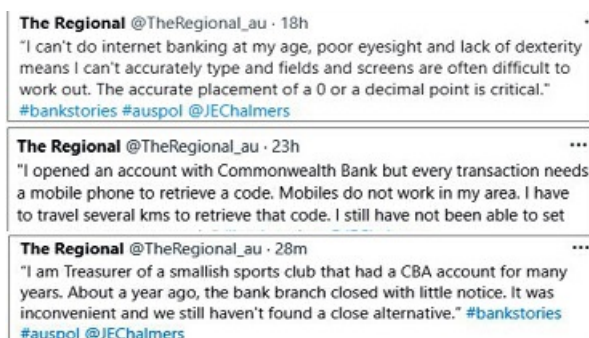 The Regional @TheRegional_au · 18h
"I can't do internet banking at my age, poor eyesight and lack of dexterity
means I can't accurately type and fields and screens are often difficult to
work out. The accurate placement of a 0 or a decimal point is critical."
#bankstories #auspol @JEChalmers
The Regional @TheRegional_au · 23h
"I opened an account with Commonwealth Bank but every transaction needs
a mobile phone to retrieve a code. Mobiles do not work in my area. I have
to travel several kms to retrieve that code. I still have not been able to set
The Regional @TheRegional_au · 28m
"I am Treasurer of a smallish sports club that had a CBA account for many
years. About a year ago, the bank branch closed with little notice. It was
inconvenient and we still haven't found a close alternative." #bankstories
#auspol @JEChalmers